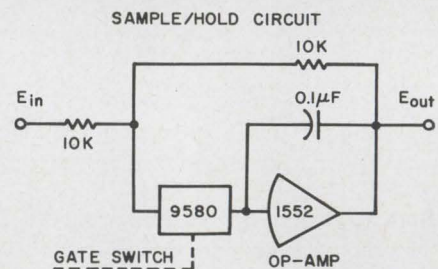 SAMPLE/HOLD CIRCUIT
10K
0.1µF
Ein
Eout
10K
9580
1552
GATE SWITCH
OP-AMP